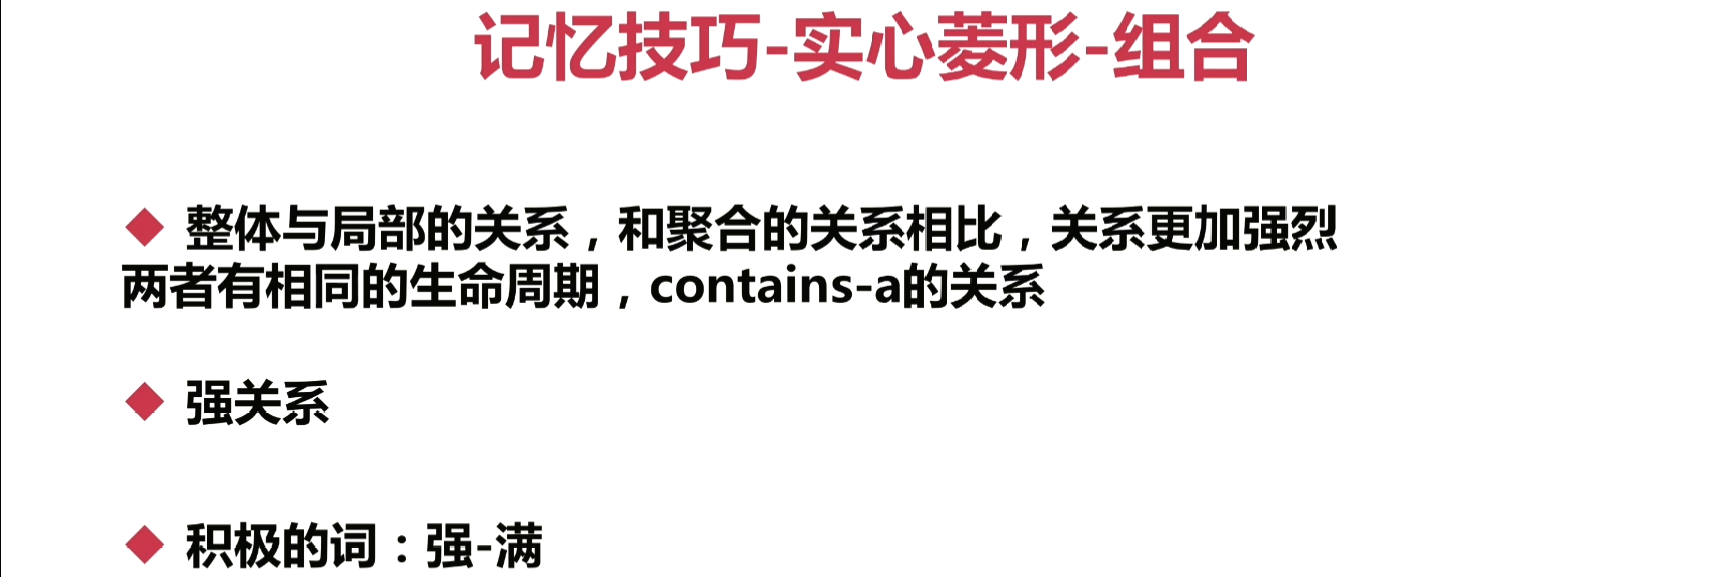 记忆技巧-实心菱形-组合
整体与局部的关系，和聚合的关系相比，关系更加强烈
两者有相同的生命周期，contains-a的关系
强关系
积极的词：强-满